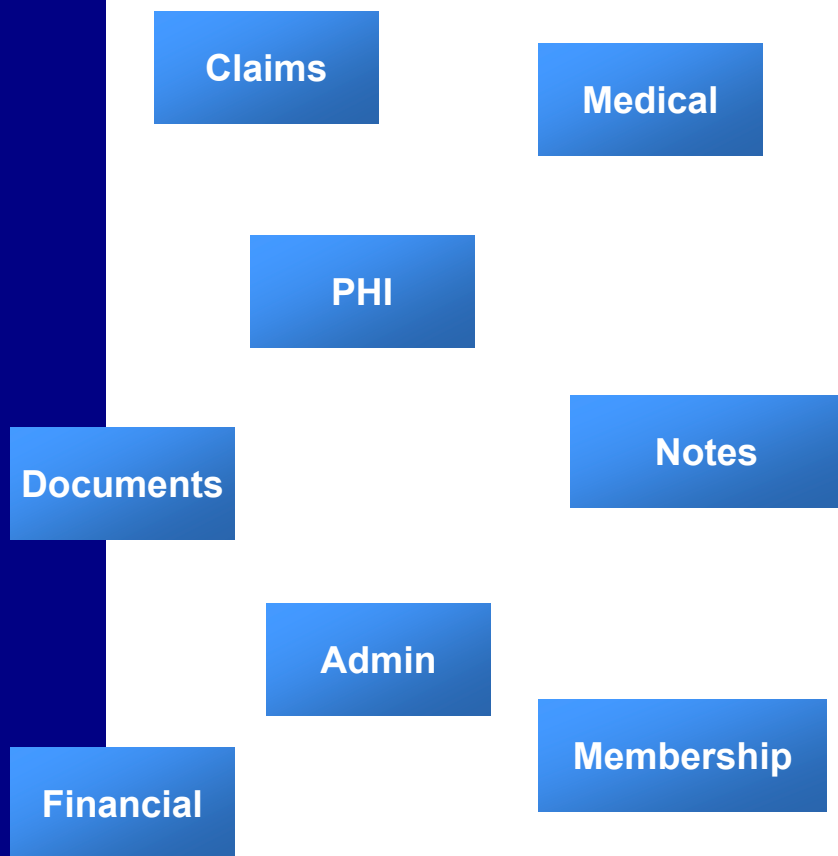 Claims
Medical
PHI
Notes
Documents
Admin
Membership
Financial